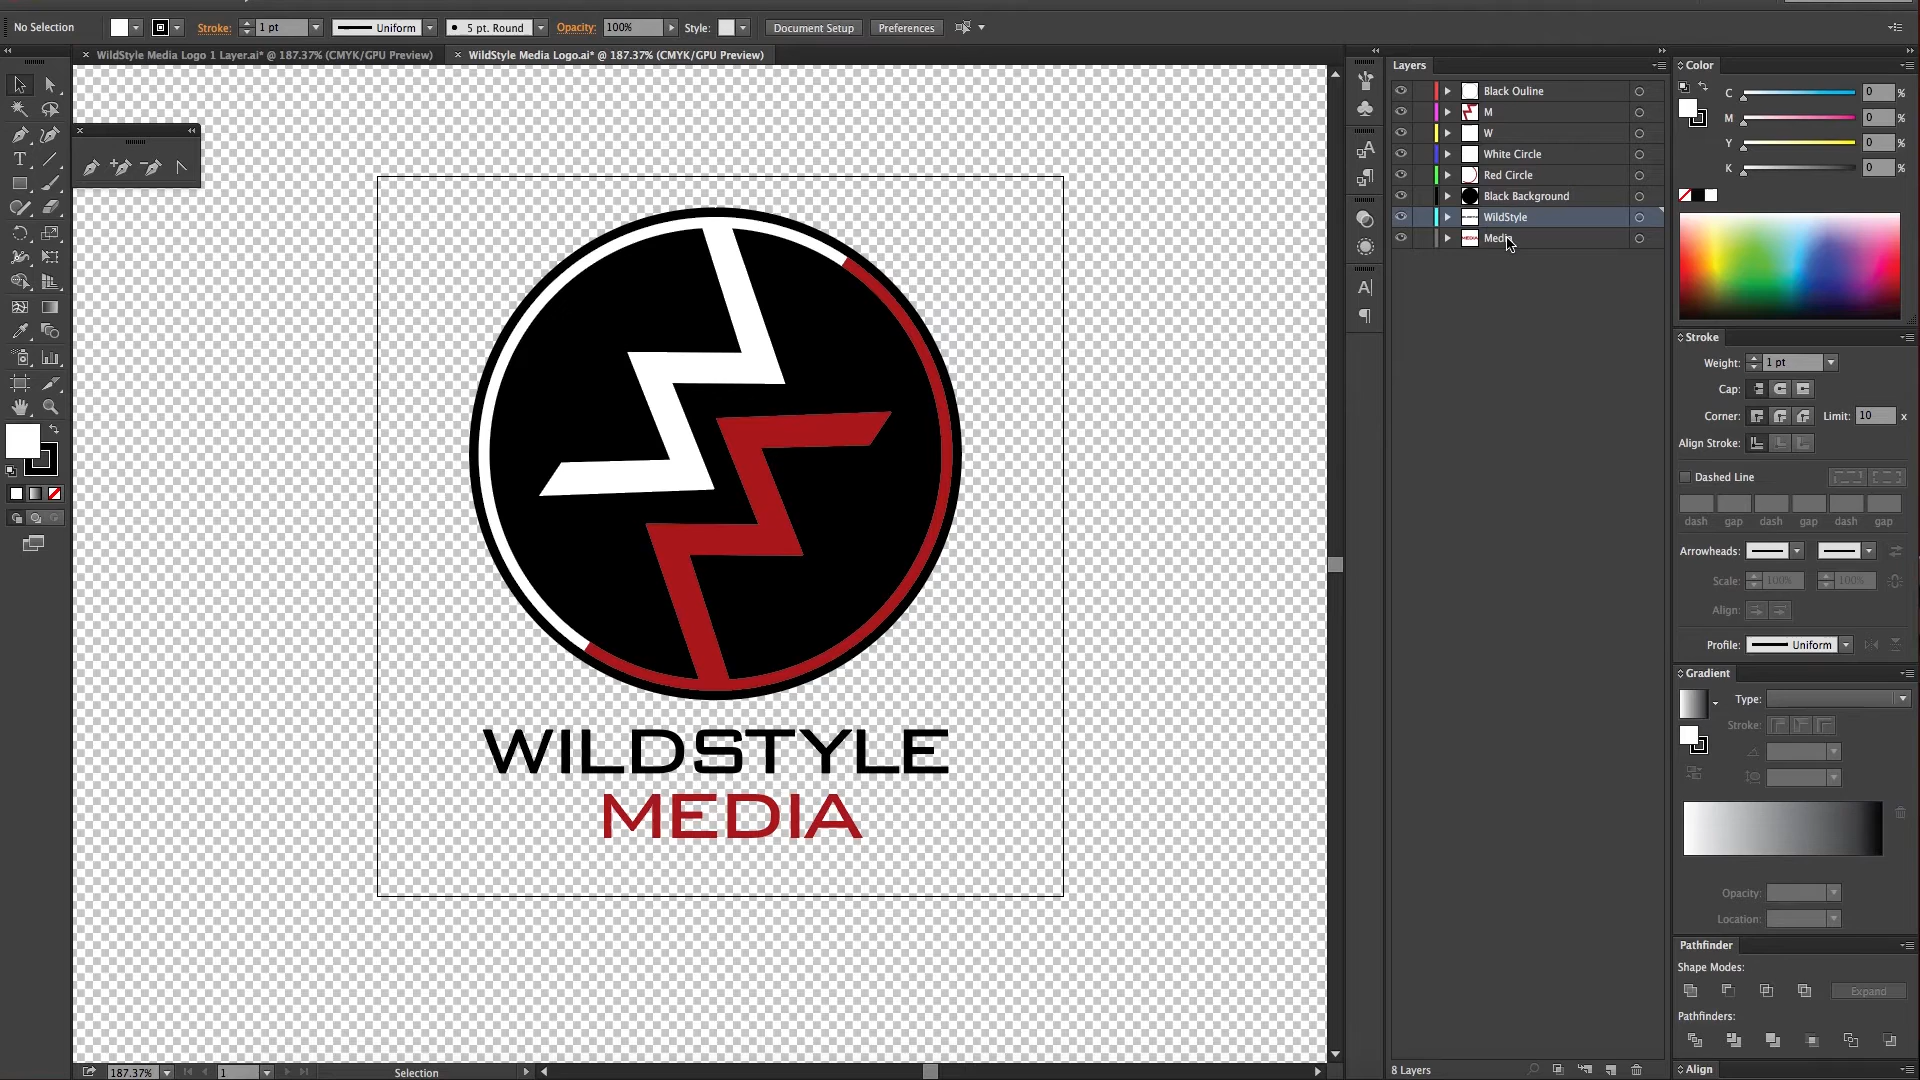 No Selection Stroke: 1 pt Uniform 5 pt. Round Opacity: 100% Style: Document Setup Preferences
WildStyle Media Logo 1 Layer.ai* @ 187.37% (CMYK/GPU Preview) WildStyle Media Logo.ai* @ 187.37% (CMYK/GPU Preview)
WILDSTYLE
MEDIA
187.37% 1 Selection
Layers
Black Ouline
M
W
White Circle
Red Circle
Black Background
WildStyle
Media
8 Layers
Color
C 0 %
M 0 %
Y 0 %
K 0 %
Stroke
Weight: 1 pt
Cap:
Corner: Limit: 10 x
Align Stroke:
Dashed Line
dash gap dash gap dash gap
Arrowheads:
Scale: 100% 100%
Align:
Profile: Uniform
Gradient
Type:
Stroke:
Opacity:
Location:
Pathfinder
Shape Modes:
Expand
Pathfinders:
Align